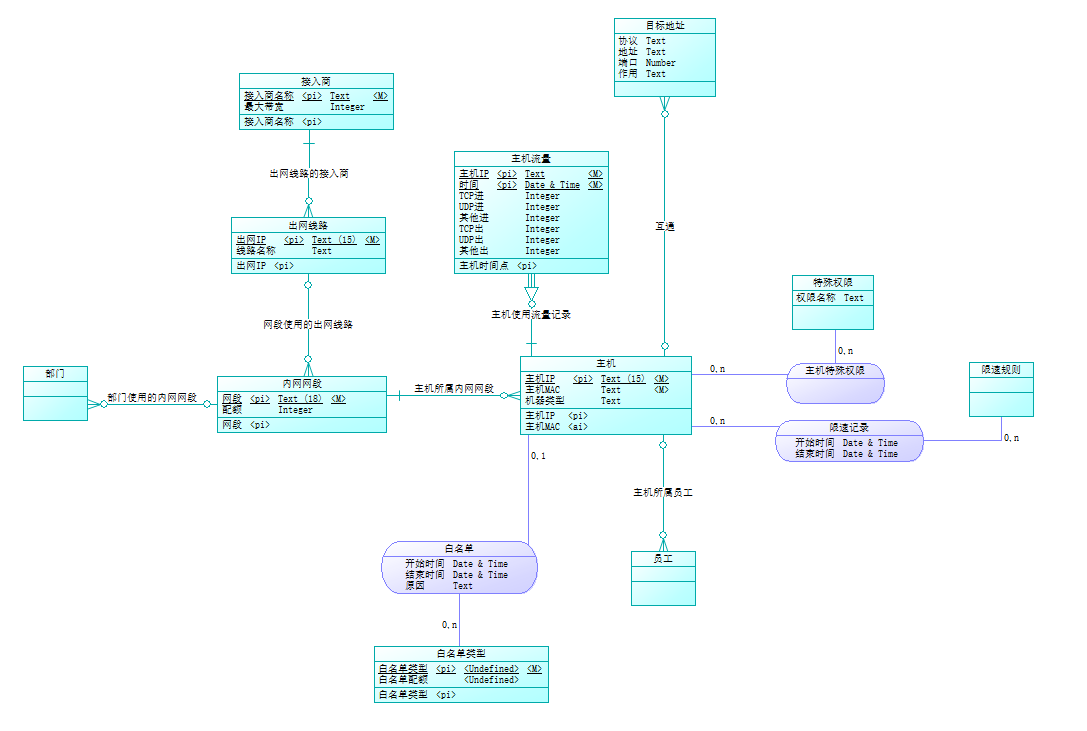 目标地址
协议 Text
地址 Text
端口 Number
作用 Text
接入商
接入商名称 <pi> Text <M>
最大带宽 Integer
接入商名称 <pi>
出网线路的接入商
主机流量
主机IP <pi> Text <M>
时间 <pi> Date & Time <M>
TCP进 Integer
UDP进 Integer
其他进 Integer
TCP出 Integer
UDP出 Integer
其他出 Integer
主机时间点 <pi>
出网线路
出网IP <pi> Text (15) <M>
线路名称 Text
出网IP <pi>
互通
特殊权限
权限名称 Text
主机使用流量记录
网段使用的出网线路
0,n
主机
主机IP <pi> Text (15) <M>
主机MAC Text <M>
机器类型 Text
主机IP <pi>
主机MAC <ai>
0,n
主机特殊权限
限速规则
部门
部门使用的内网网段
内网网段
网段 <pi> Text (18) <M>
配额 Integer
网段 <pi>
主机所属内网网段
0,n
限速记录
开始时间 Date & Time
结束时间 Date & Time
0,n
0,1
主机所属员工
员工
白名单
开始时间 Date & Time
结束时间 Date & Time
原因 Text
0,n
白名单类型
白名单类型 <pi> <Undefined> <M>
白名单配额 <Undefined>
白名单类型 <pi>